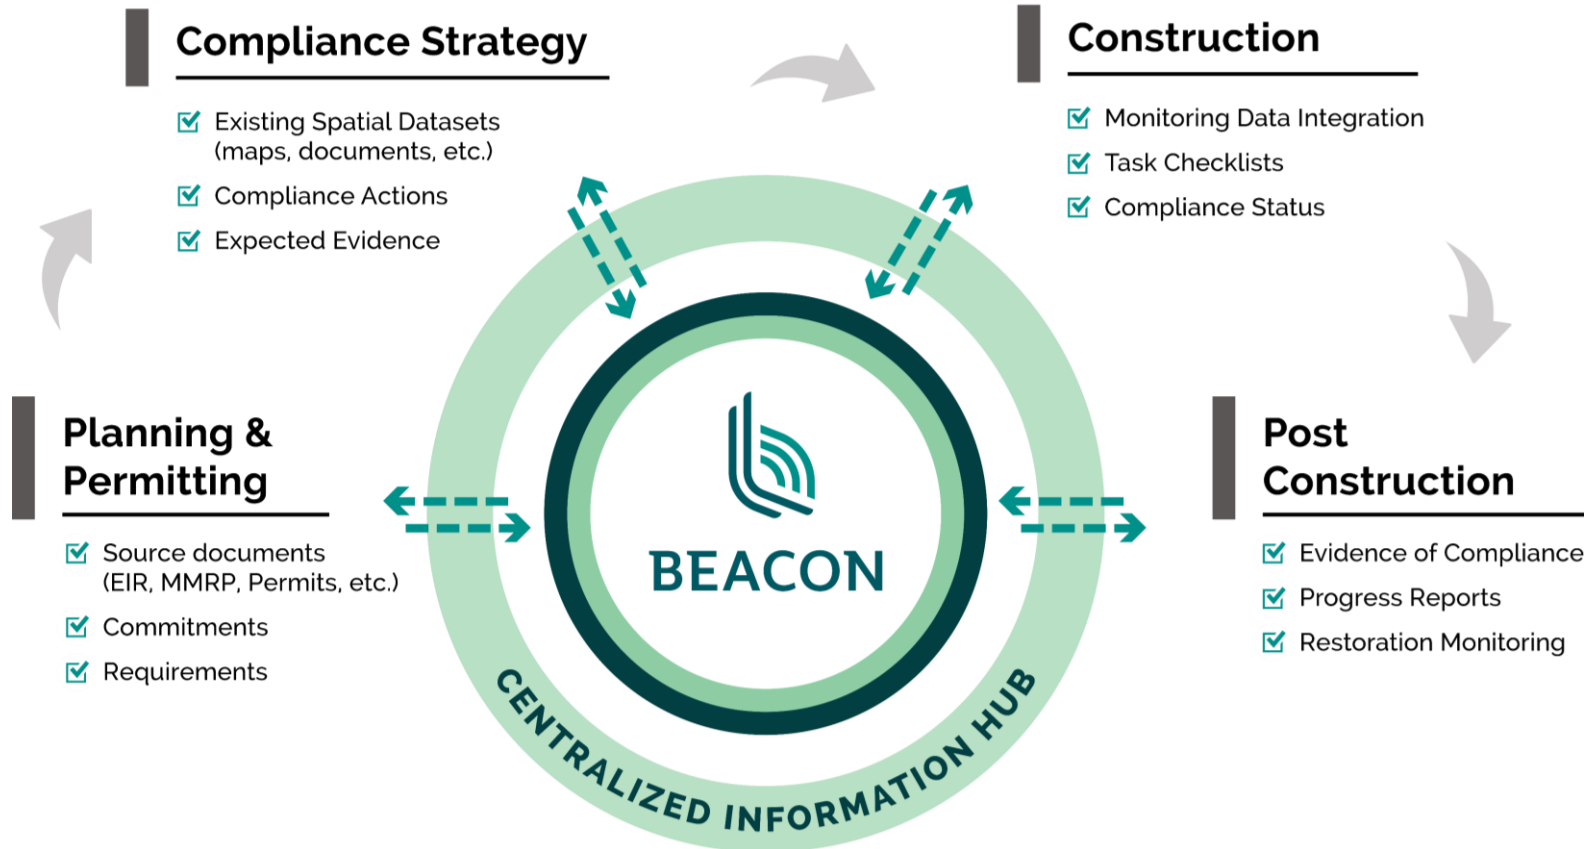 Compliance Strategy
Existing Spatial Datasets
(maps, documents, etc.)
Compliance Actions
Expected Evidence
Construction
Monitoring Data Integration
Task Checklists
Compliance Status
Planning &
Permitting
Source documents
(EIR, MMRP, Permits, etc.)
Commitments
Requirements
BEACON
CENTRALIZED INFORMATION HUB
Post
Construction
Evidence of Compliance
Progress Reports
Restoration Monitoring